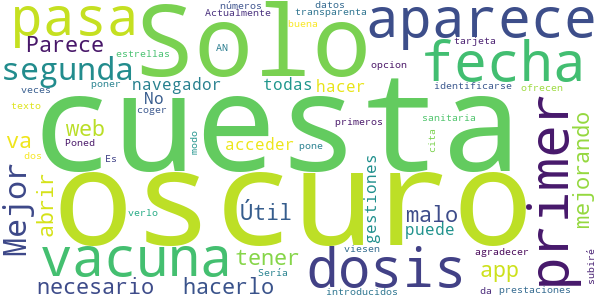 pasa
Solo
aparece
números
datos
Actualmente
buena
transparenta
Parece
AN
tarjeta
fecha
estrellas
opcion
segunda
navegador
todas
hacer
identificarse
ofrecen
veces
poner
No
cuesta
texto
coger
primeros
primer
va
web
Poned
modo
acceder
cita
sanitaria
mejorando
dos
Es
pone
Mejor
abrir
oscuro
gestiones
verlo
Útil
malo
puede
vacuna
tener
viesen
dosis
agradecer
app
subiré
necesario
hacerlo
Sería
introducidos
da
prestaciones